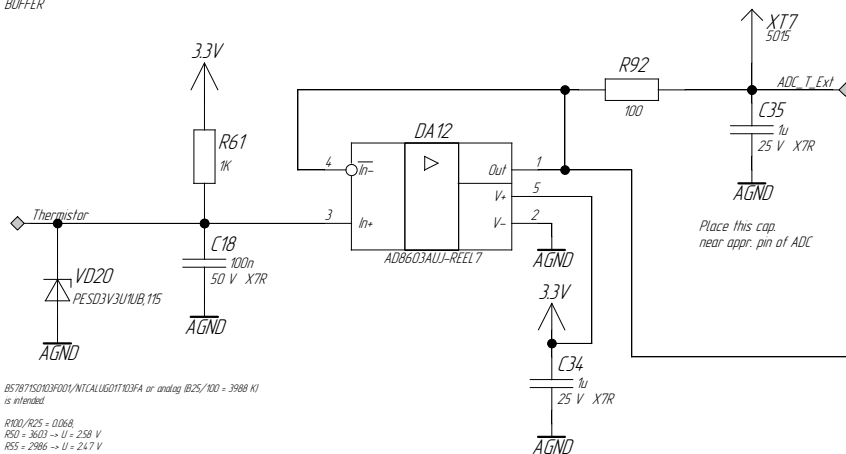 BUFFER
XT7
5015
3.3V
R92
ADC_T_Ext
100
C35
1u
25 V X7R
AGND
R61
1K
DA12
4
In-
Out
1
V+
5
Thermistor
3
In+
V-
2
AD8603AUJ-REEL7
AGND
Place this cap.
near appr. pin of ADC
C18
100n
50 V X7R
AGND
VD20
PESD3V3U1UB,115
AGND
3.3V
C34
1u
25 V X7R
AGND
B57871S0103F001/NTCALUG01T103FA or analog (B25/100 = 3988 K)
is intended.
R100/R25 = 0.068,
R50 = 3603 -> U = 2.58 V
R55 = 2986 -> U = 2.47 V